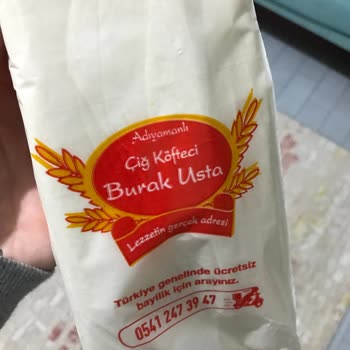 Adıyamanlı
Çiğ Köfteci
Burak Usta
Lezzetin gerçek adresi
Türkiye genelinde ücretsiz
bayilik için arayınız.
0541 247 39 47